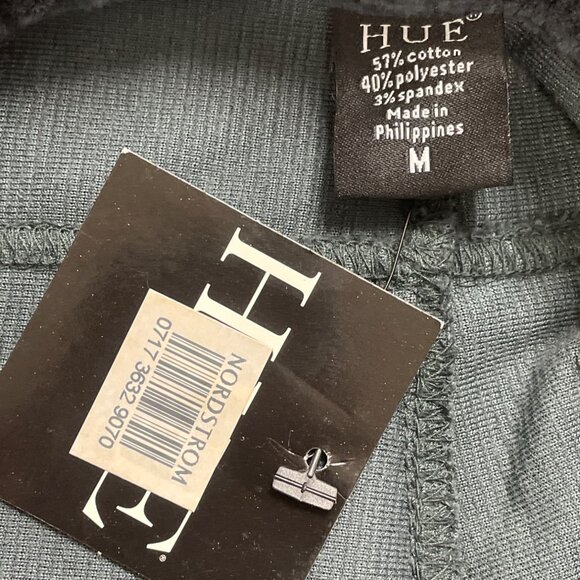 HUE®
57% cotton
40% polyester
3% spandex
Made in
Philippines
M
HUE®
NORDSTROM
0717 3632 9070